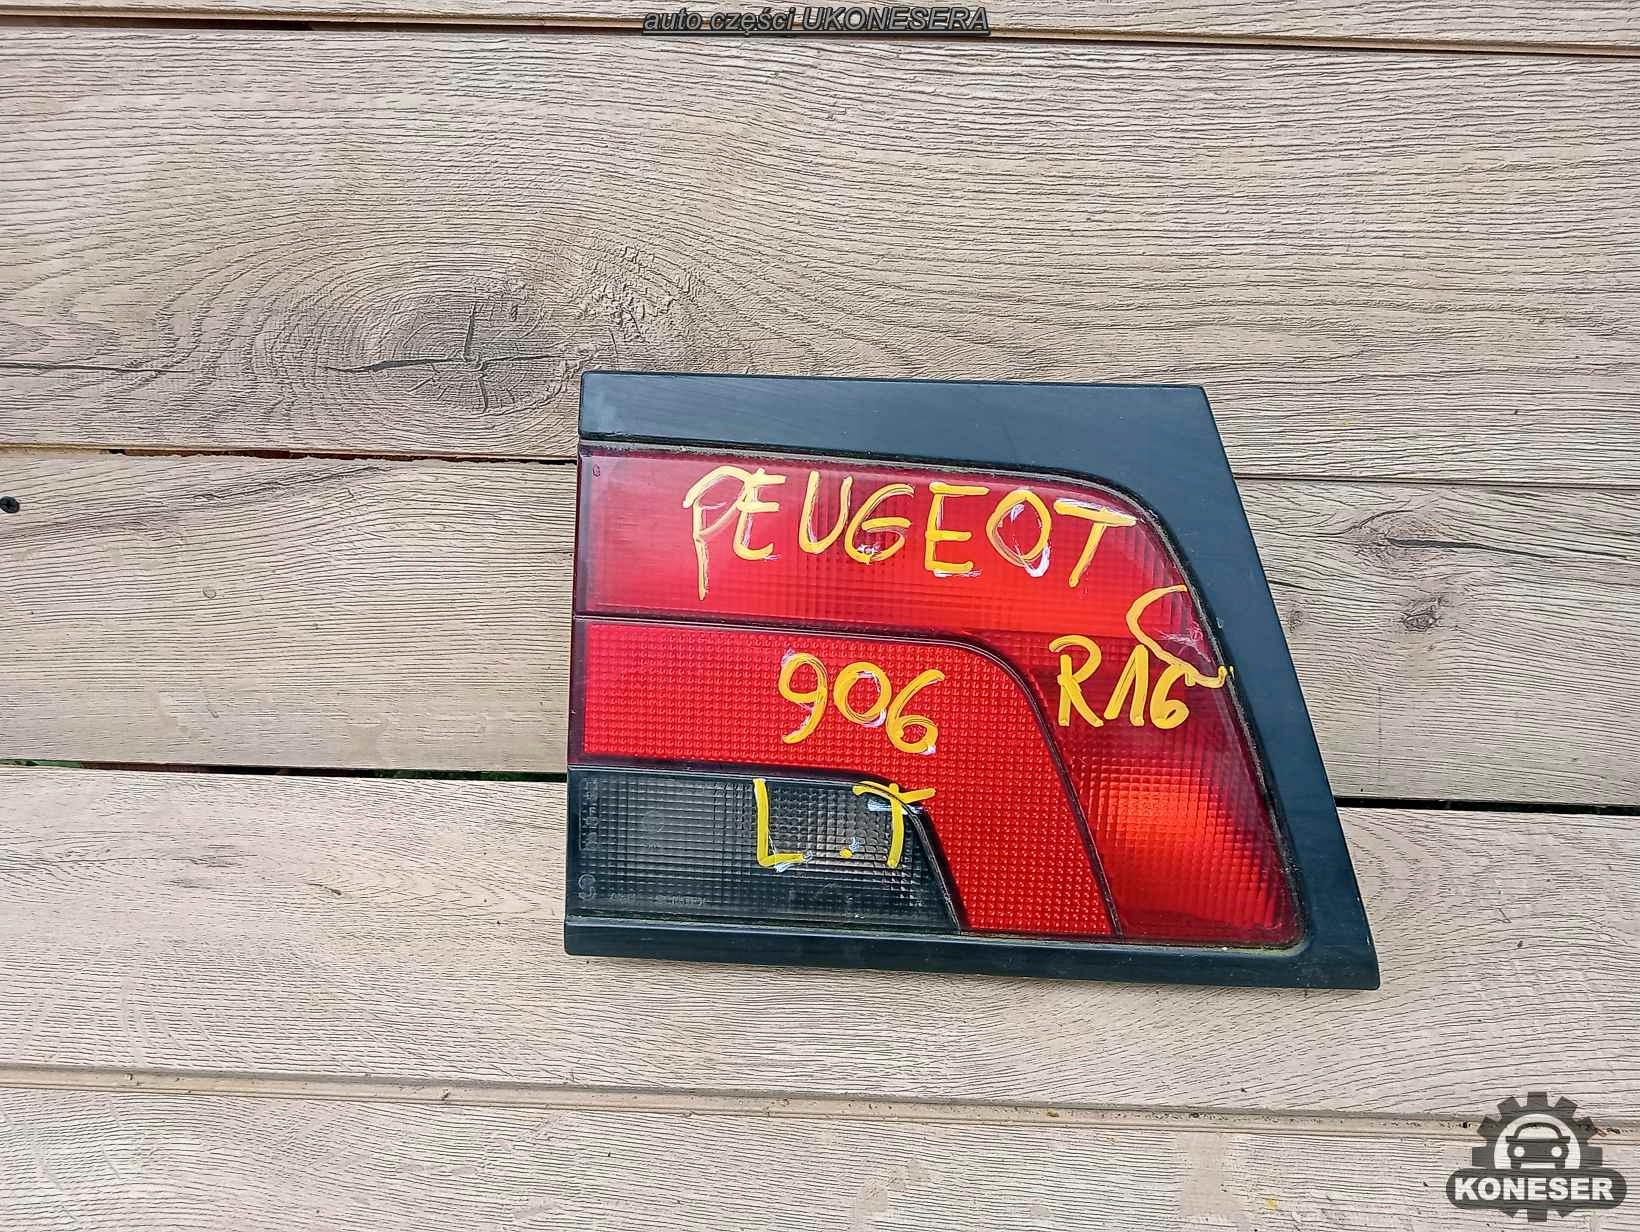 auto części UKONESERA
PEUGEOT
906
R16
L.T
KONESER